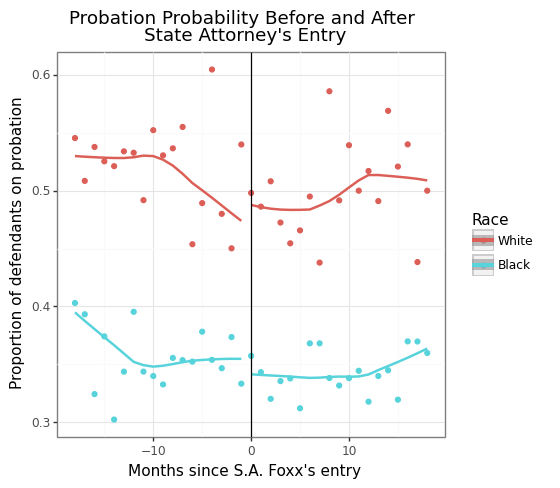 Probation Probability Before and After
State Attorney's Entry
Proportion of defendants on probation
0.6
0.5
0.4
0.3
−10
0
10
Months since S.A. Foxx's entry
Race
White
Black